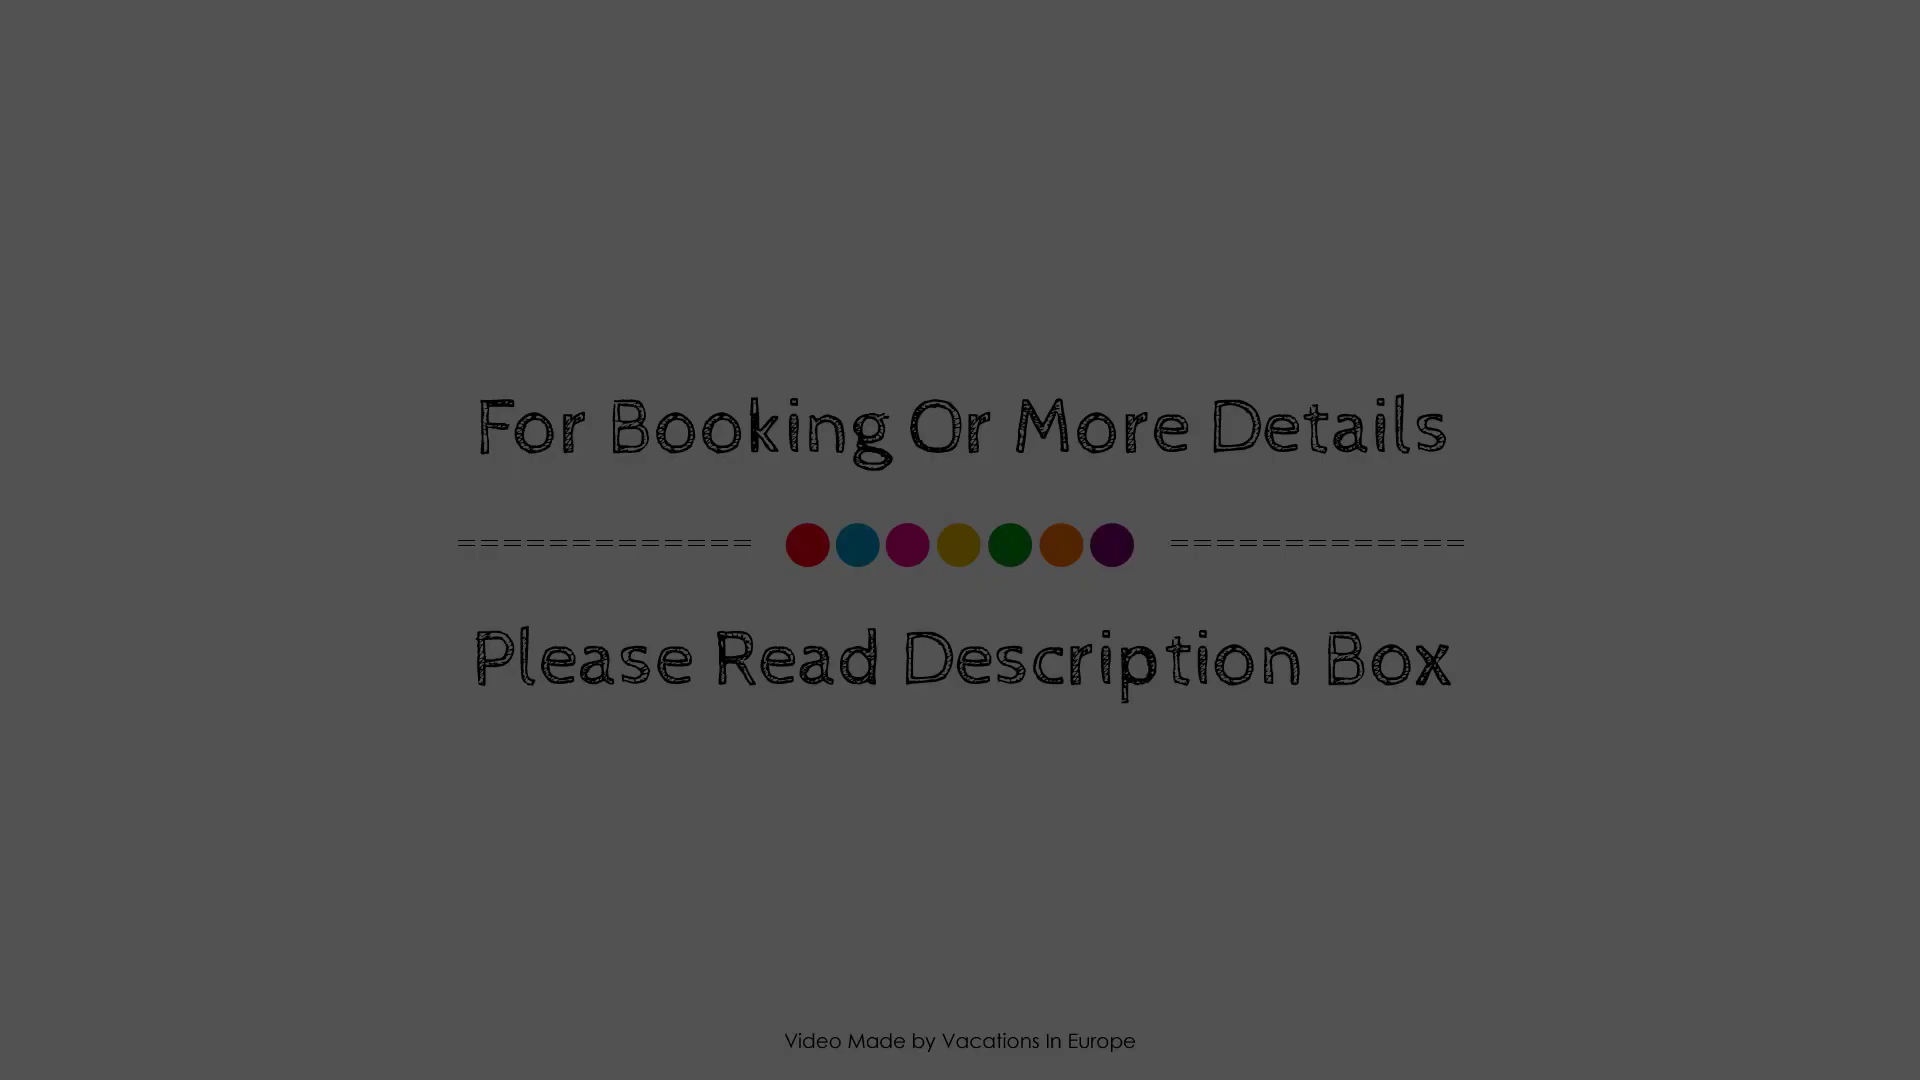 For Booking Or More Details
============= =============
Please Read Description Box
Video Made by Vacations In Europe